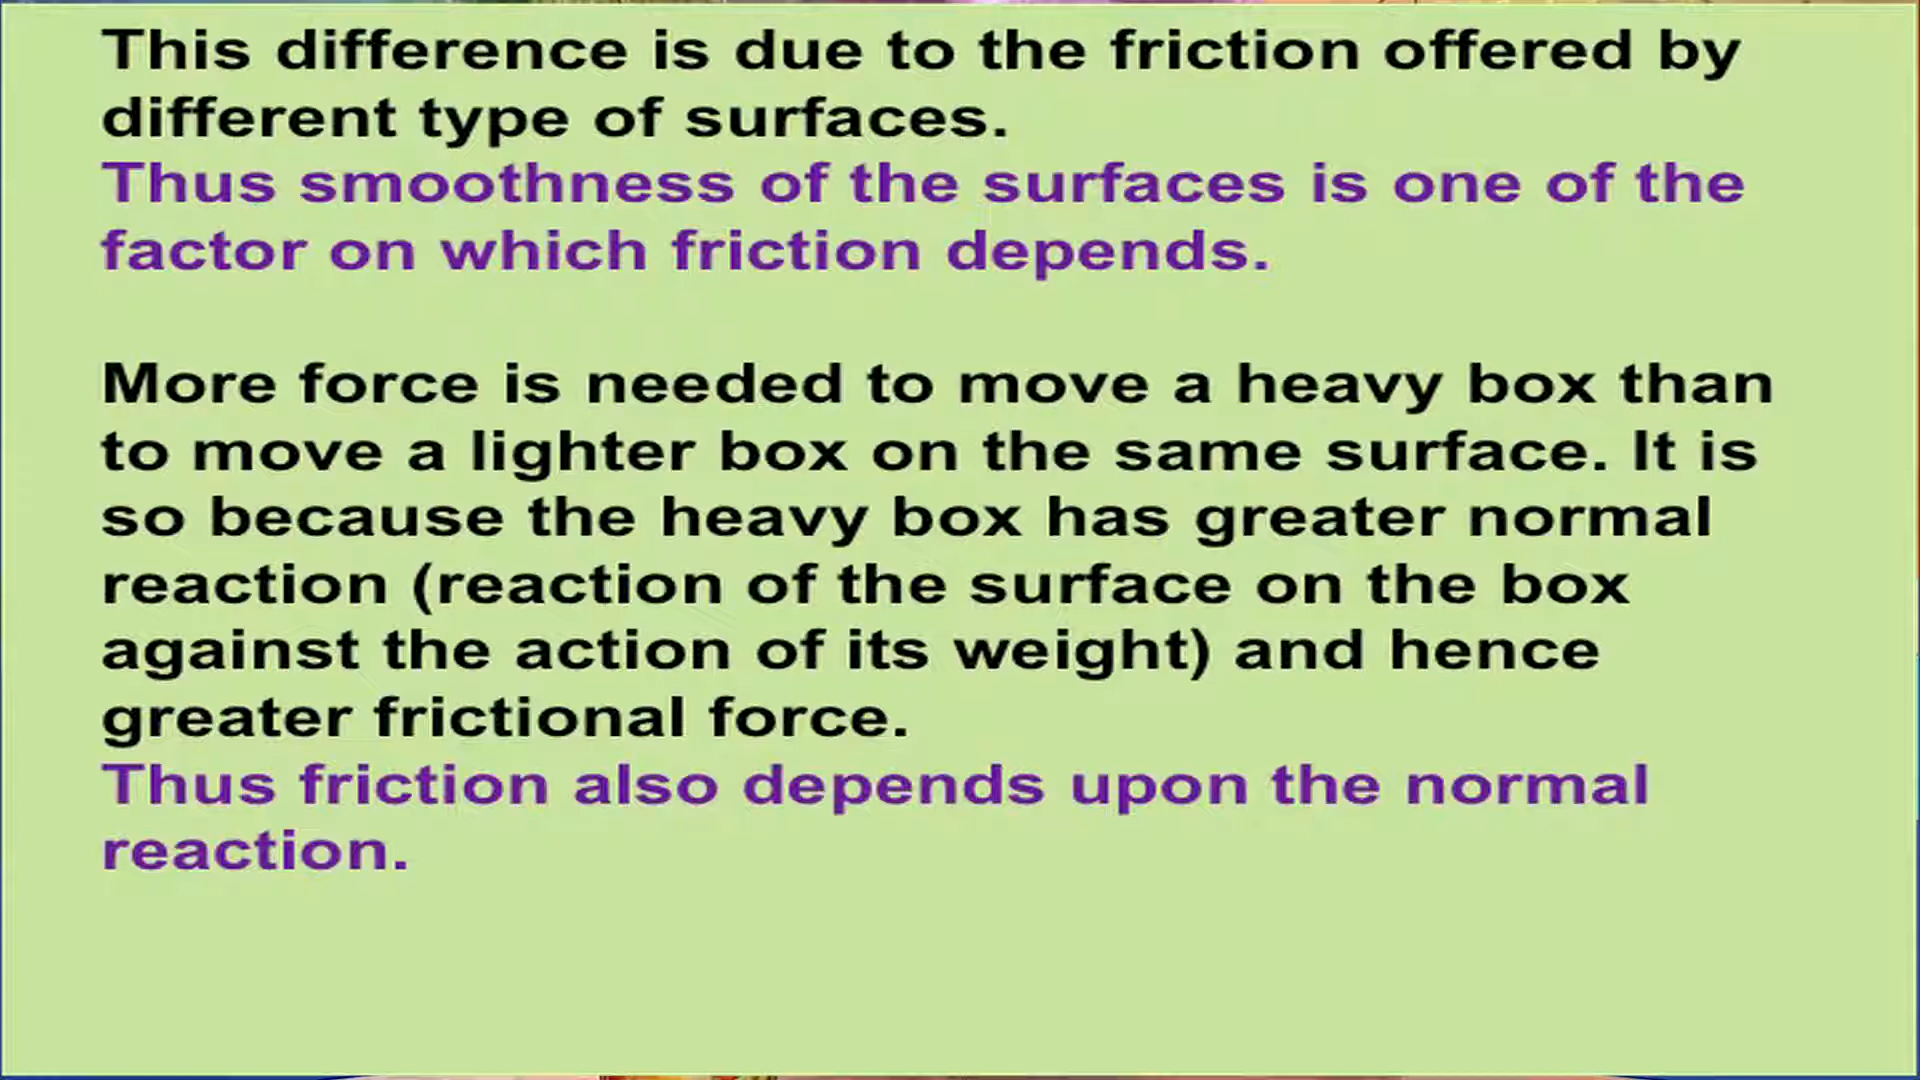 This difference is due to the friction offered by
different type of surfaces.
Thus smoothness of the surfaces is one of the
factor on which friction depends.
More force is needed to move a heavy box than
to move a lighter box on the same surface. It is
so because the heavy box has greater normal
reaction (reaction of the surface on the box
against the action of its weight) and hence
greater frictional force.
Thus friction also depends upon the normal
reaction.